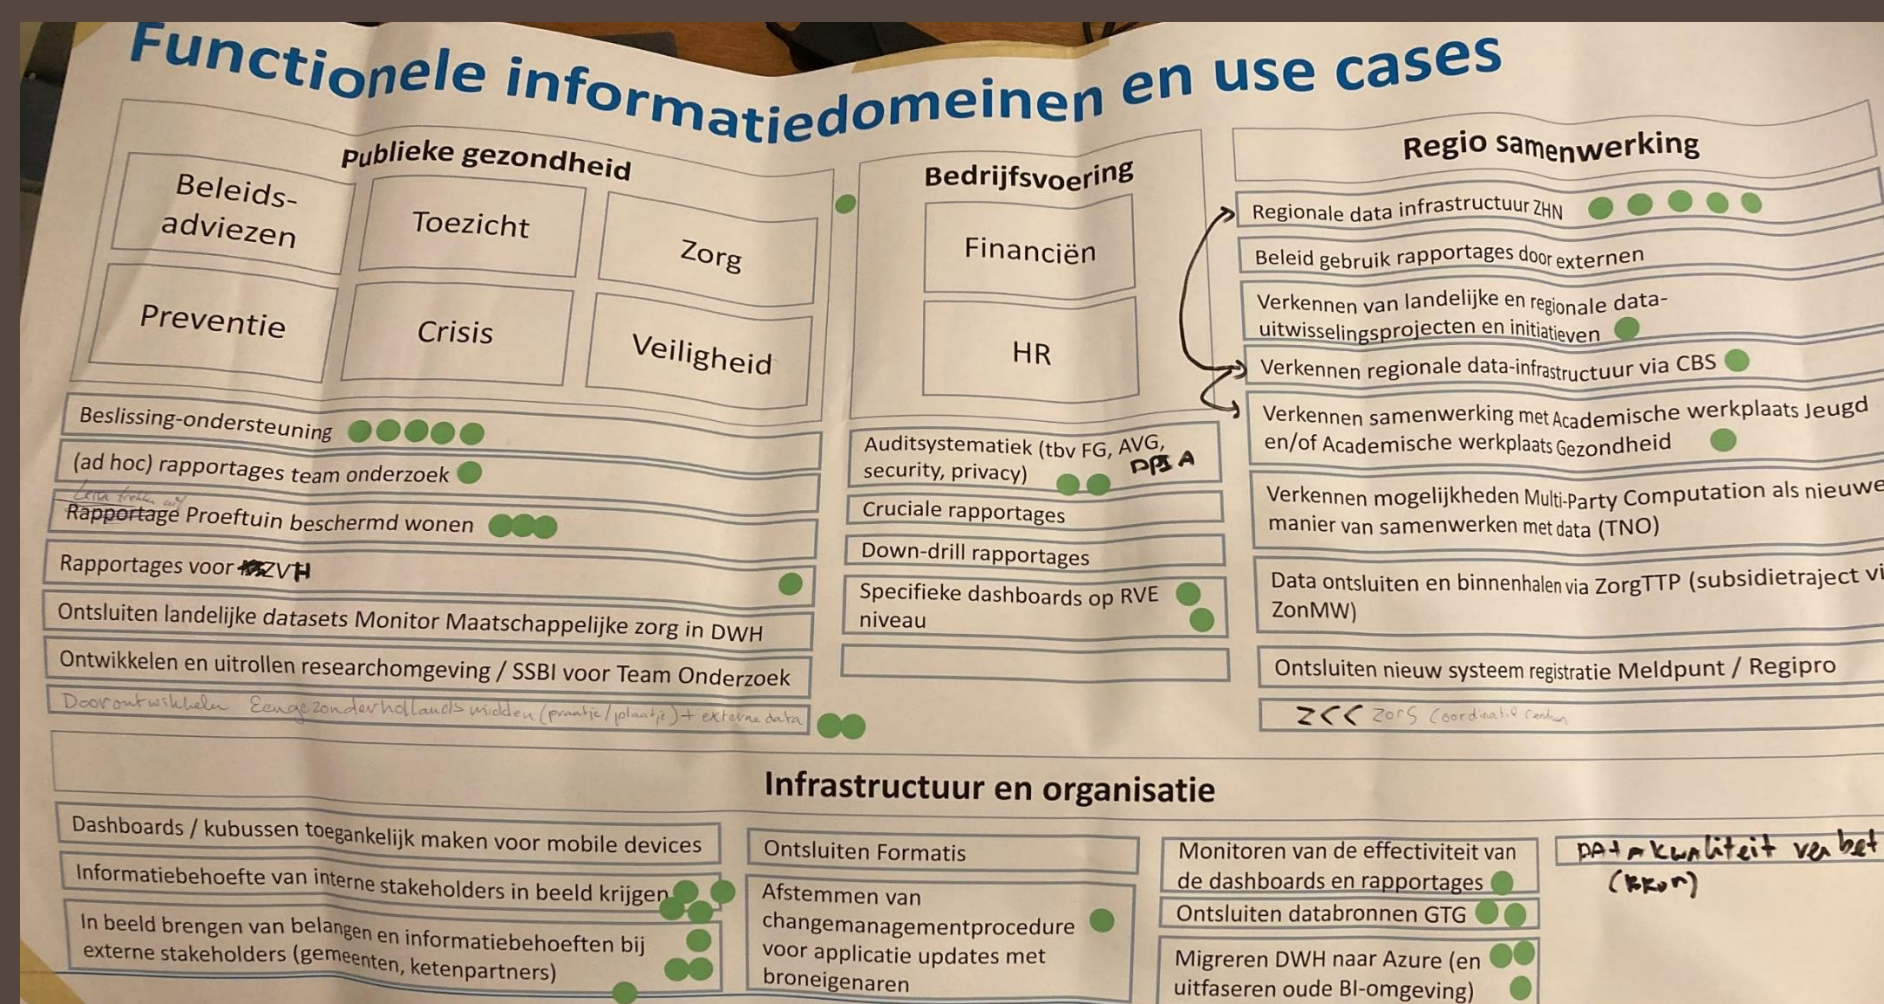 Functionele informatiedomeinen en use cases
Publieke gezondheid
Beleids-
adviezen
Toezicht
Zorg
Preventie
Crisis
Veiligheid
Beslissing-ondersteuning
(ad hoc) rapportages team onderzoek
Rapportage Proeftuin beschermd wonen
Rapportages voor ZVH
Ontsluiten landelijke datasets Monitor Maatschappelijke zorg in DWH
Ontwikkelen en uitrollen researchomgeving / SSBI voor Team Onderzoek
Doorontwikkelen Eengezonderhollandsmidden (praatje/plaatje) + externe data
Bedrijfsvoering
Financiën
HR
Auditsystematiek (tbv FG, AVG,
security, privacy) DPIA
Cruciale rapportages
Down-drill rapportages
Specifieke dashboards op RVE
niveau
Regio samenwerking
Regionale data infrastructuur ZHN
Beleid gebruik rapportages door externen
Verkennen van landelijke en regionale data-
uitwisselingsprojecten en initiatieven
Verkennen regionale data-infrastructuur via CBS
Verkennen samenwerking met Academische werkplaats Jeugd
en/of Academische werkplaats Gezondheid
Verkennen mogelijkheden Multi-Party Computation als nieuwe
manier van samenwerken met data (TNO)
Data ontsluiten en binnenhalen via ZorgTTP (subsidietraject vi
ZonMW)
Ontsluiten nieuw systeem registratie Meldpunt / Regipro
ZCC Zorg Coordinatie
Infrastructuur en organisatie
Dashboards / kubussen toegankelijk maken voor mobile devices
Informatiebehoefte van interne stakeholders in beeld krijgen
In beeld brengen van belangen en informatiebehoeften bij
externe stakeholders (gemeenten, ketenpartners)
Ontsluiten Formatis
Afstemmen van
changemanagementprocedure
voor applicatie updates met
broneigenaren
Monitoren van de effectiviteit van
de dashboards en rapportages
Ontsluiten databronnen GTG
Migreren DWH naar Azure (en
uitfaseren oude BI-omgeving)
DATAkwaliteit verbet